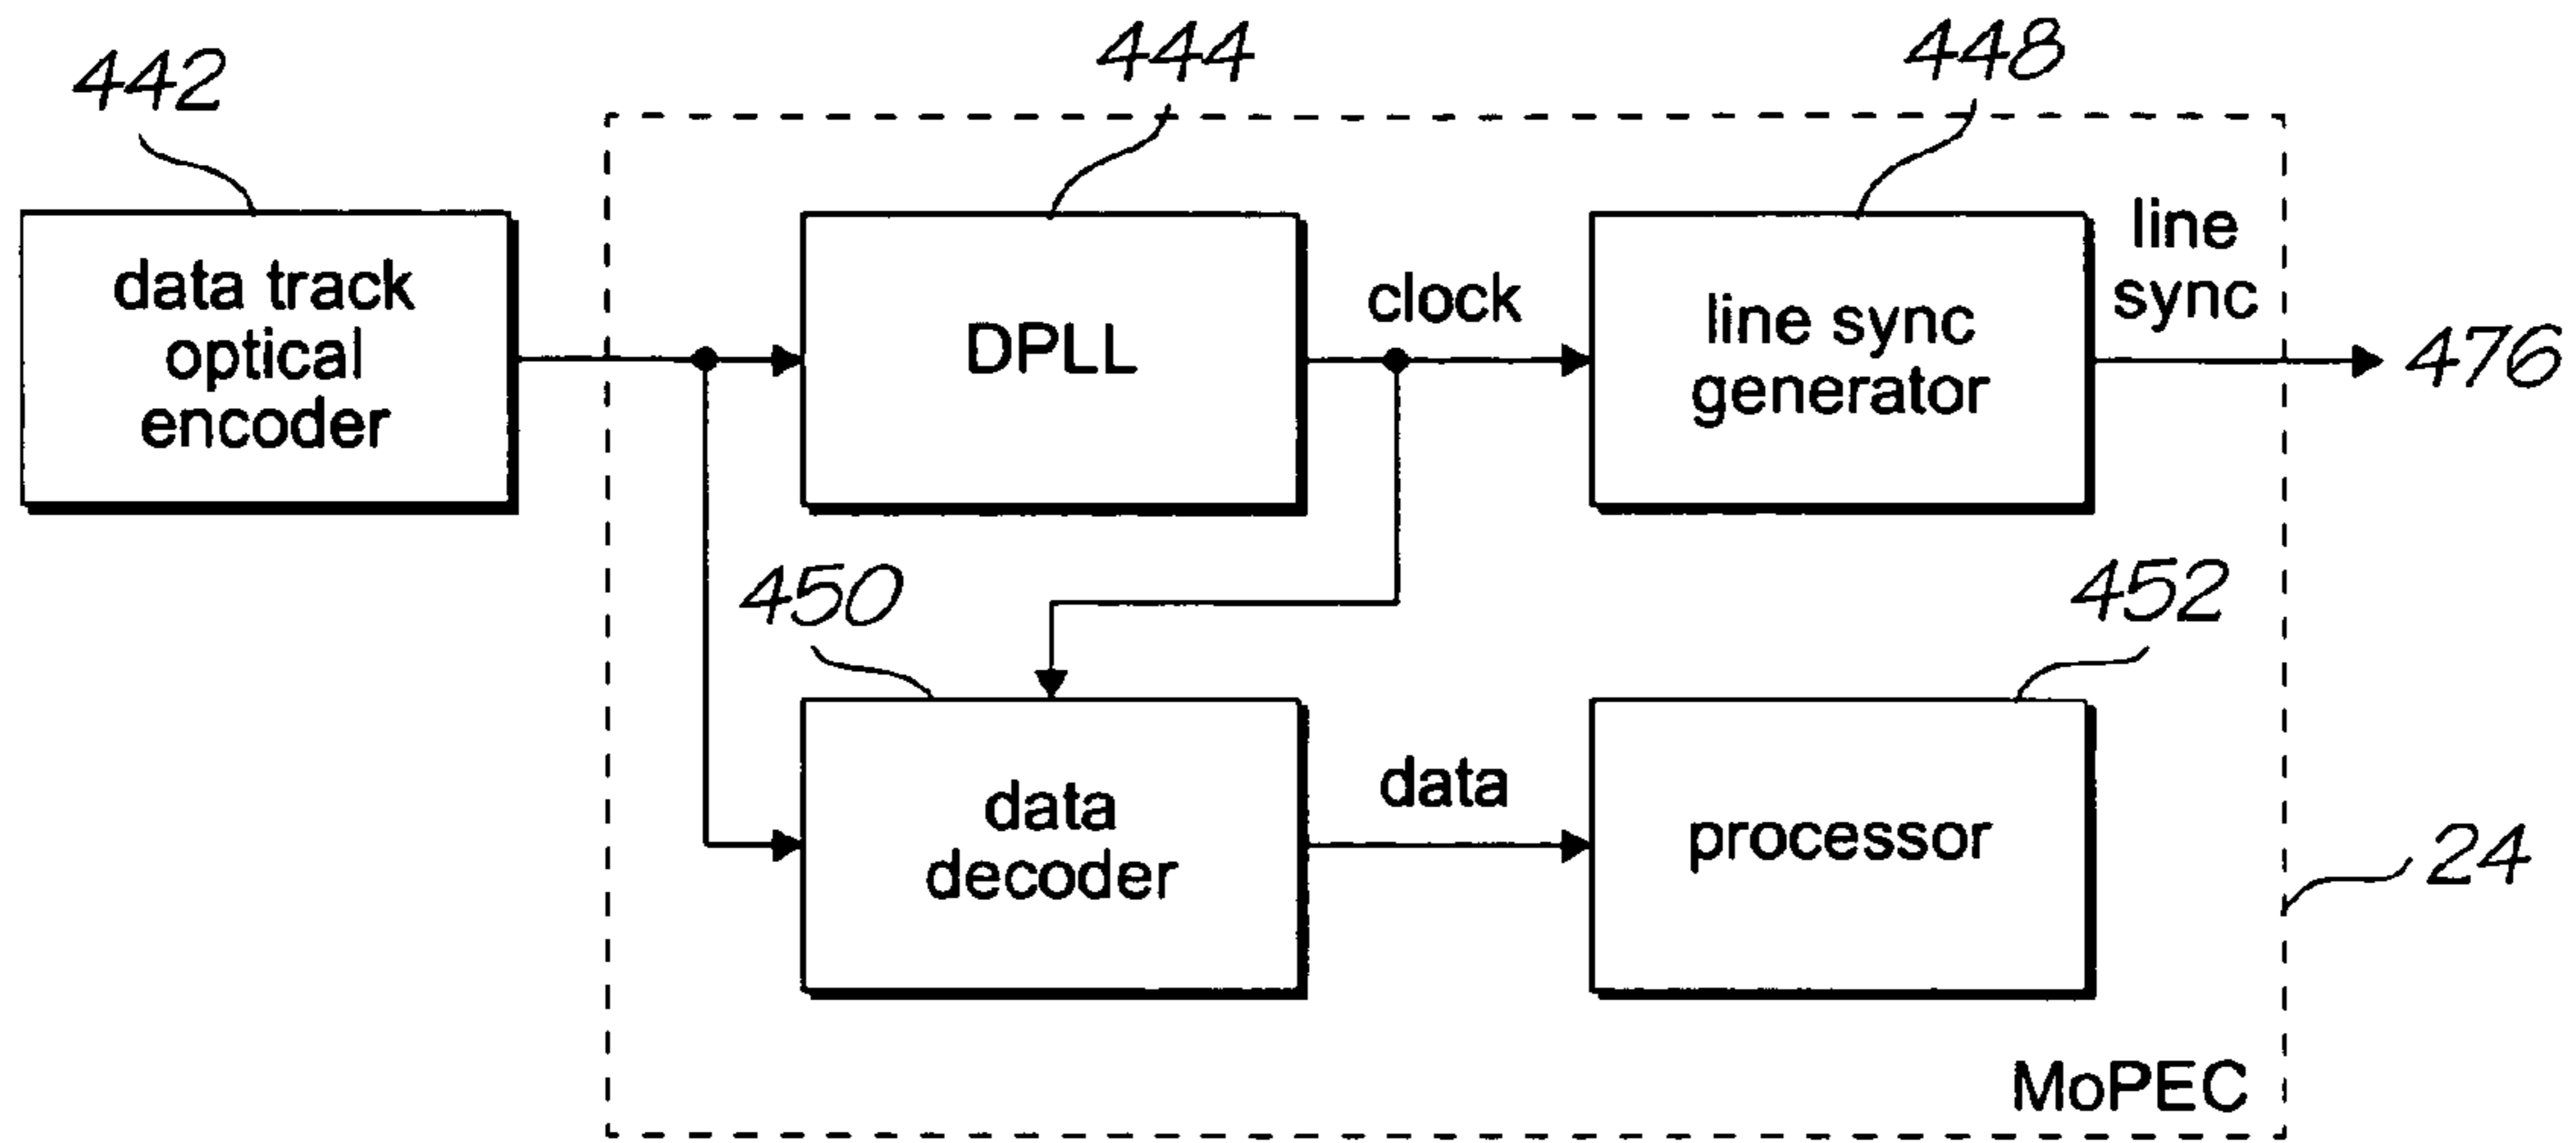 442
444
448
data track
optical
encoder
DPLL
clock
line sync
generator
line
sync
476
450
452
data
decoder
data
processor
24
MoPEC